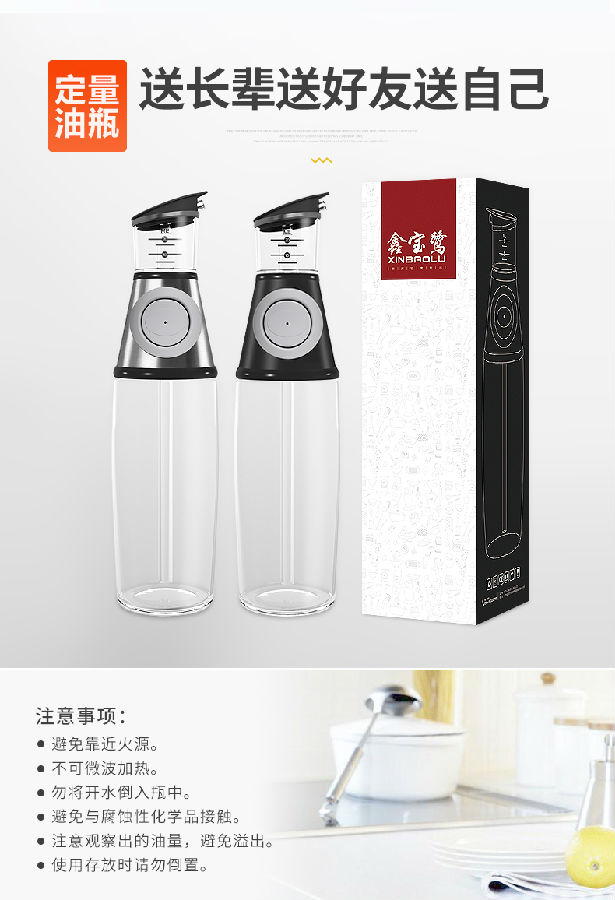 定量
油瓶
送长辈送好友送自己
鑫宝鹭
XINBAOLU
注意事项：
● 避免靠近火源。
● 不可微波加热。
● 勿将开水倒入瓶中。
● 避免与腐蚀性化学品接触。
● 注意观察出的油量，避免溢出。
● 使用存放时请勿倒置。